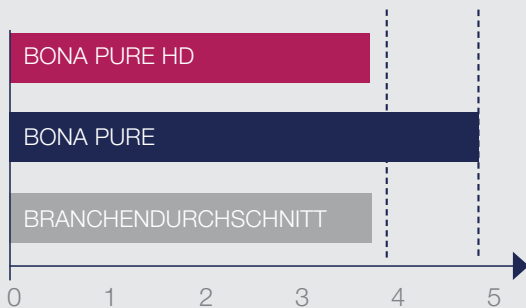 BONA PURE HD
BONA PURE
BRANCHENDURCHSCHNITT
0 1 2 3 4 5